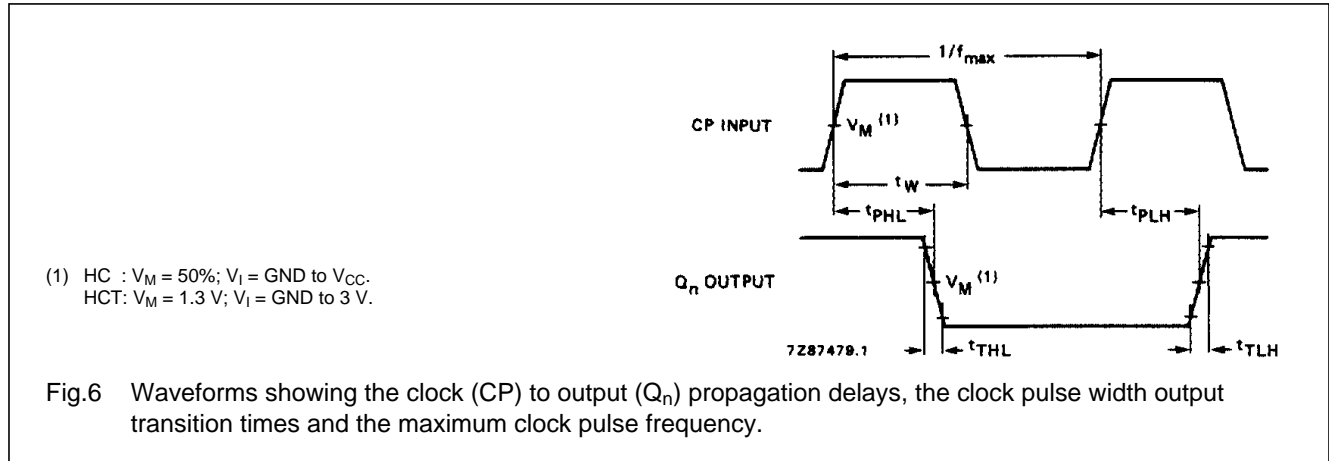 1/fmax
CP INPUT
VM (1)
tW
tPHL
tPLH
(1) HC : VM = 50%; VI = GND to VCC.
HCT: VM = 1.3 V; VI = GND to 3 V.
Qn OUTPUT
VM (1)
7Z87479.1
tTHL
tTLH
Fig.6 Waveforms showing the clock (CP) to output (Qn) propagation delays, the clock pulse width output
transition times and the maximum clock pulse frequency.